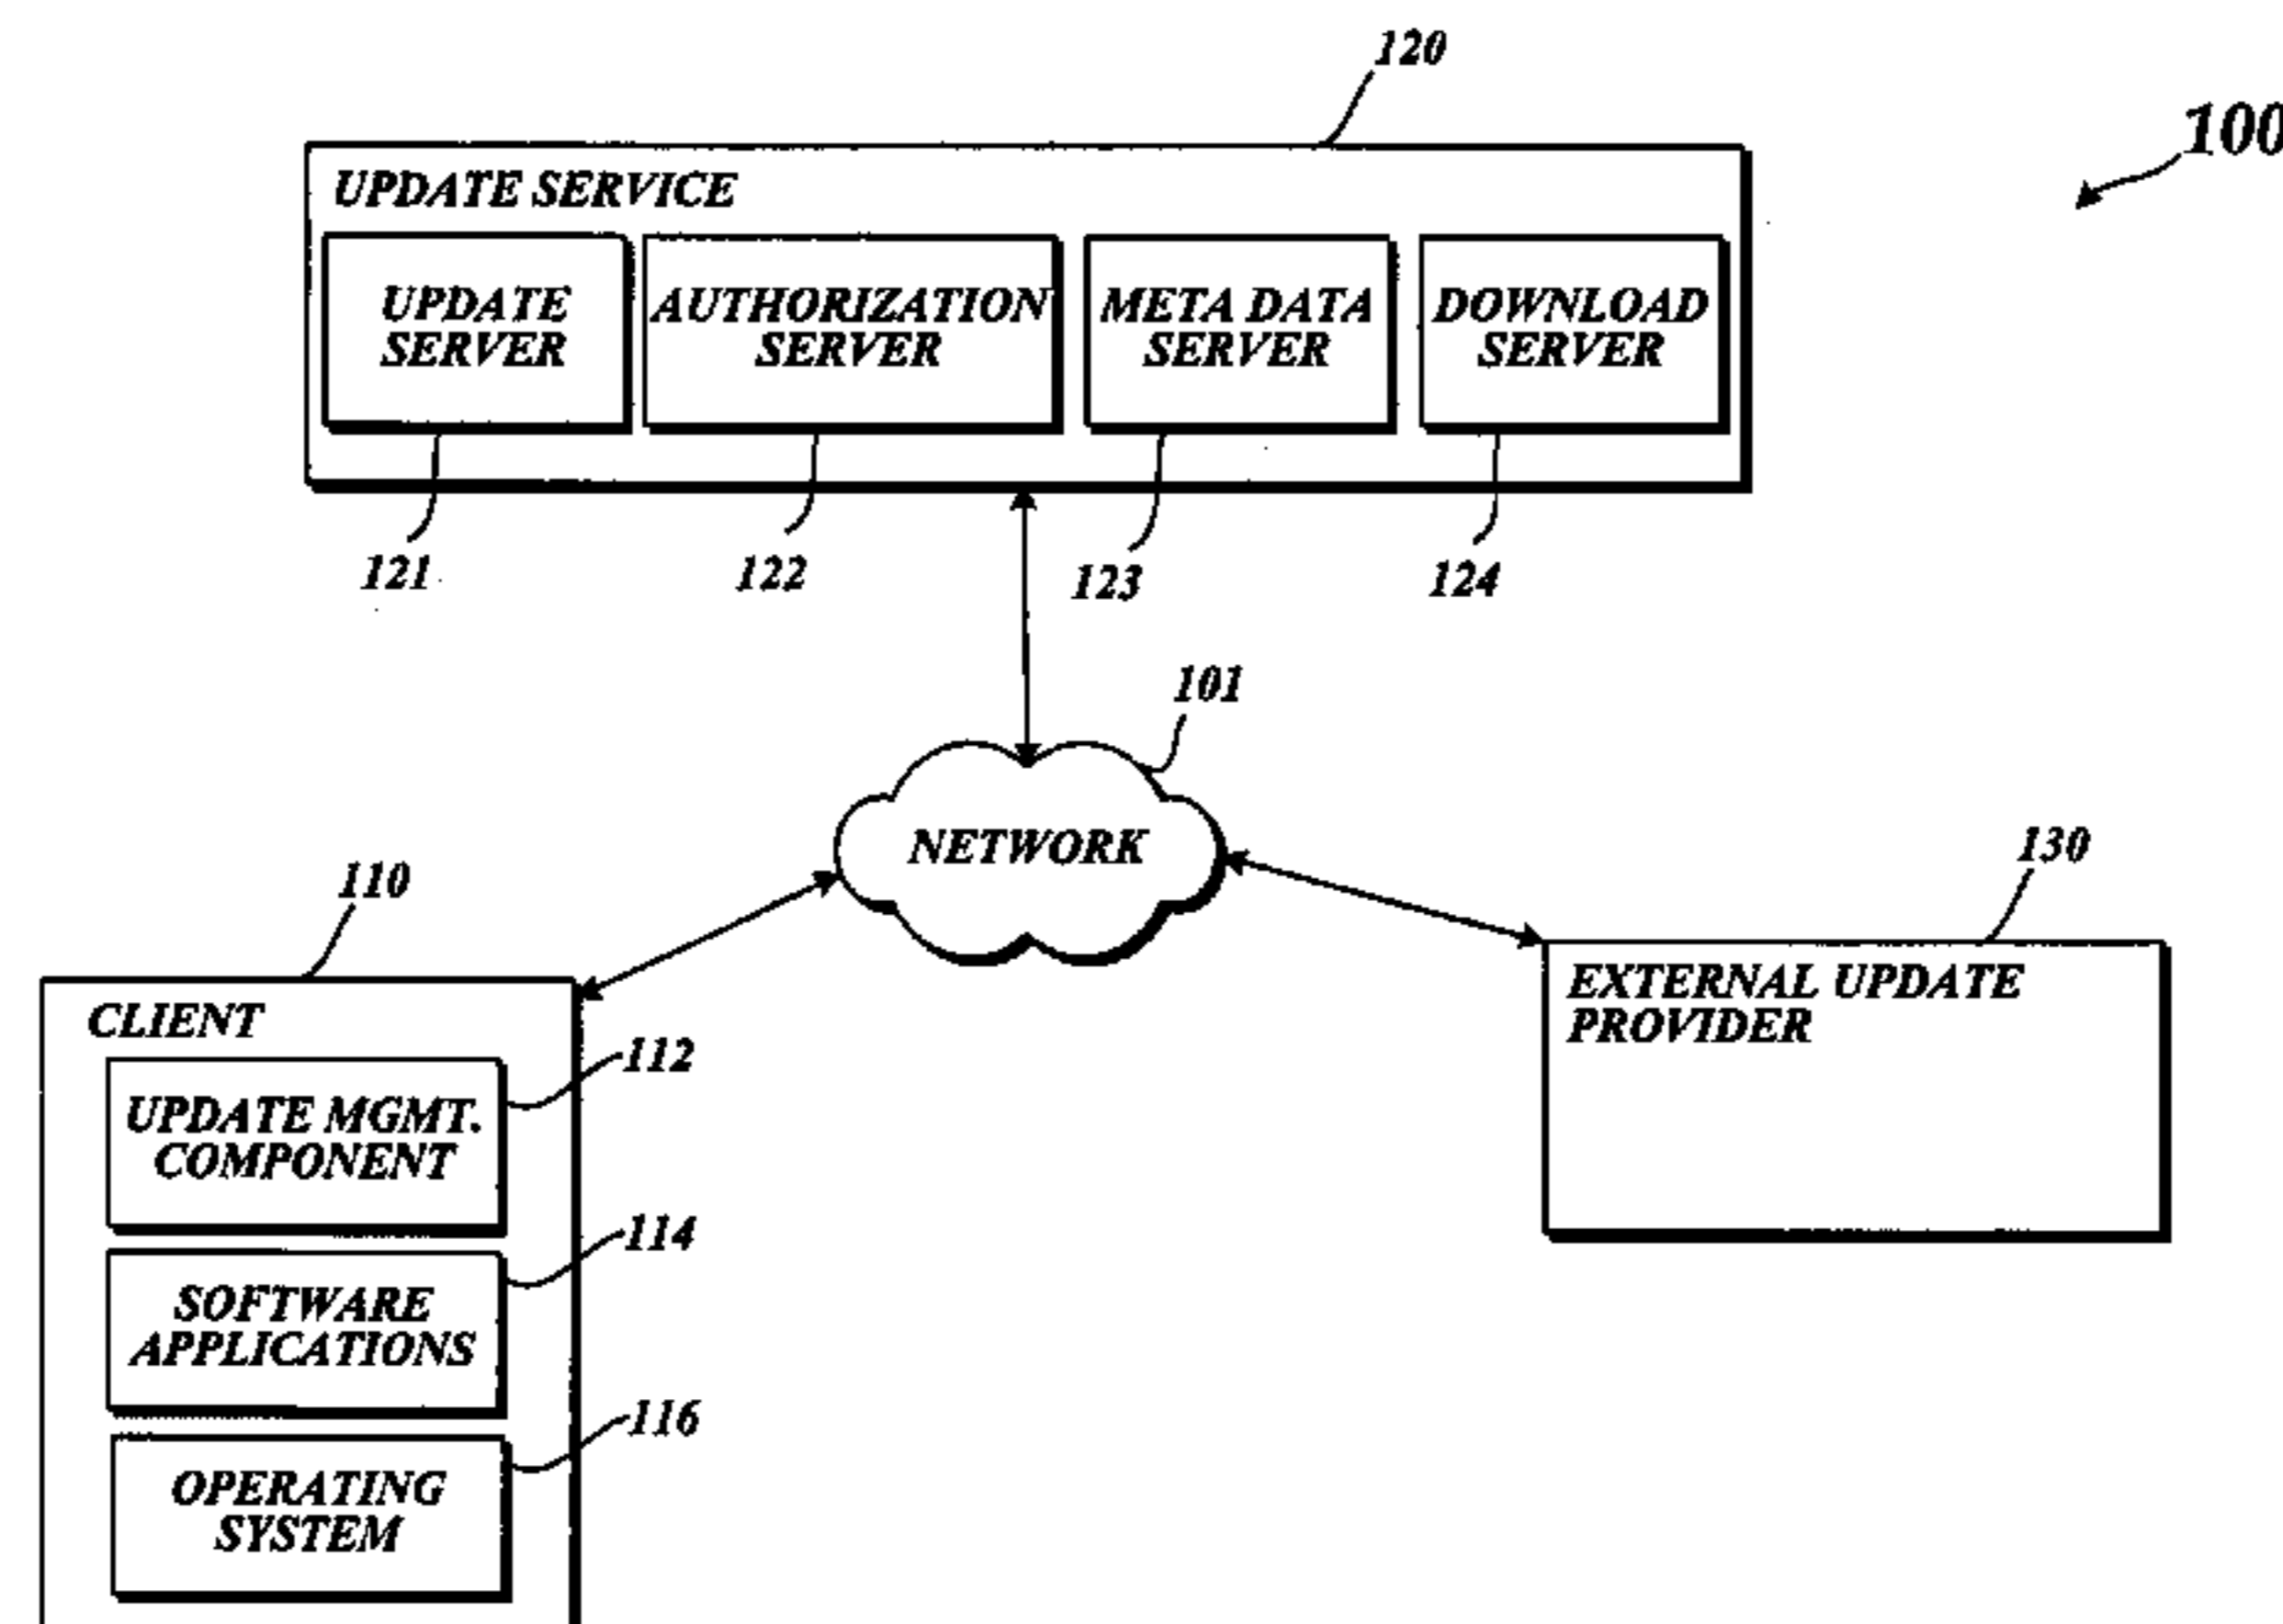 120
100
UPDATE SERVICE
UPDATE
SERVER
AUTHORIZATION
SERVER
META DATA
SERVER
DOWNLOAD
SERVER
121
122
123
124
101
NETWORK
110
130
CLIENT
EXTERNAL UPDATE
PROVIDER
112
UPDATE MGMT.
COMPONENT
114
SOFTWARE
APPLICATIONS
116
OPERATING
SYSTEM